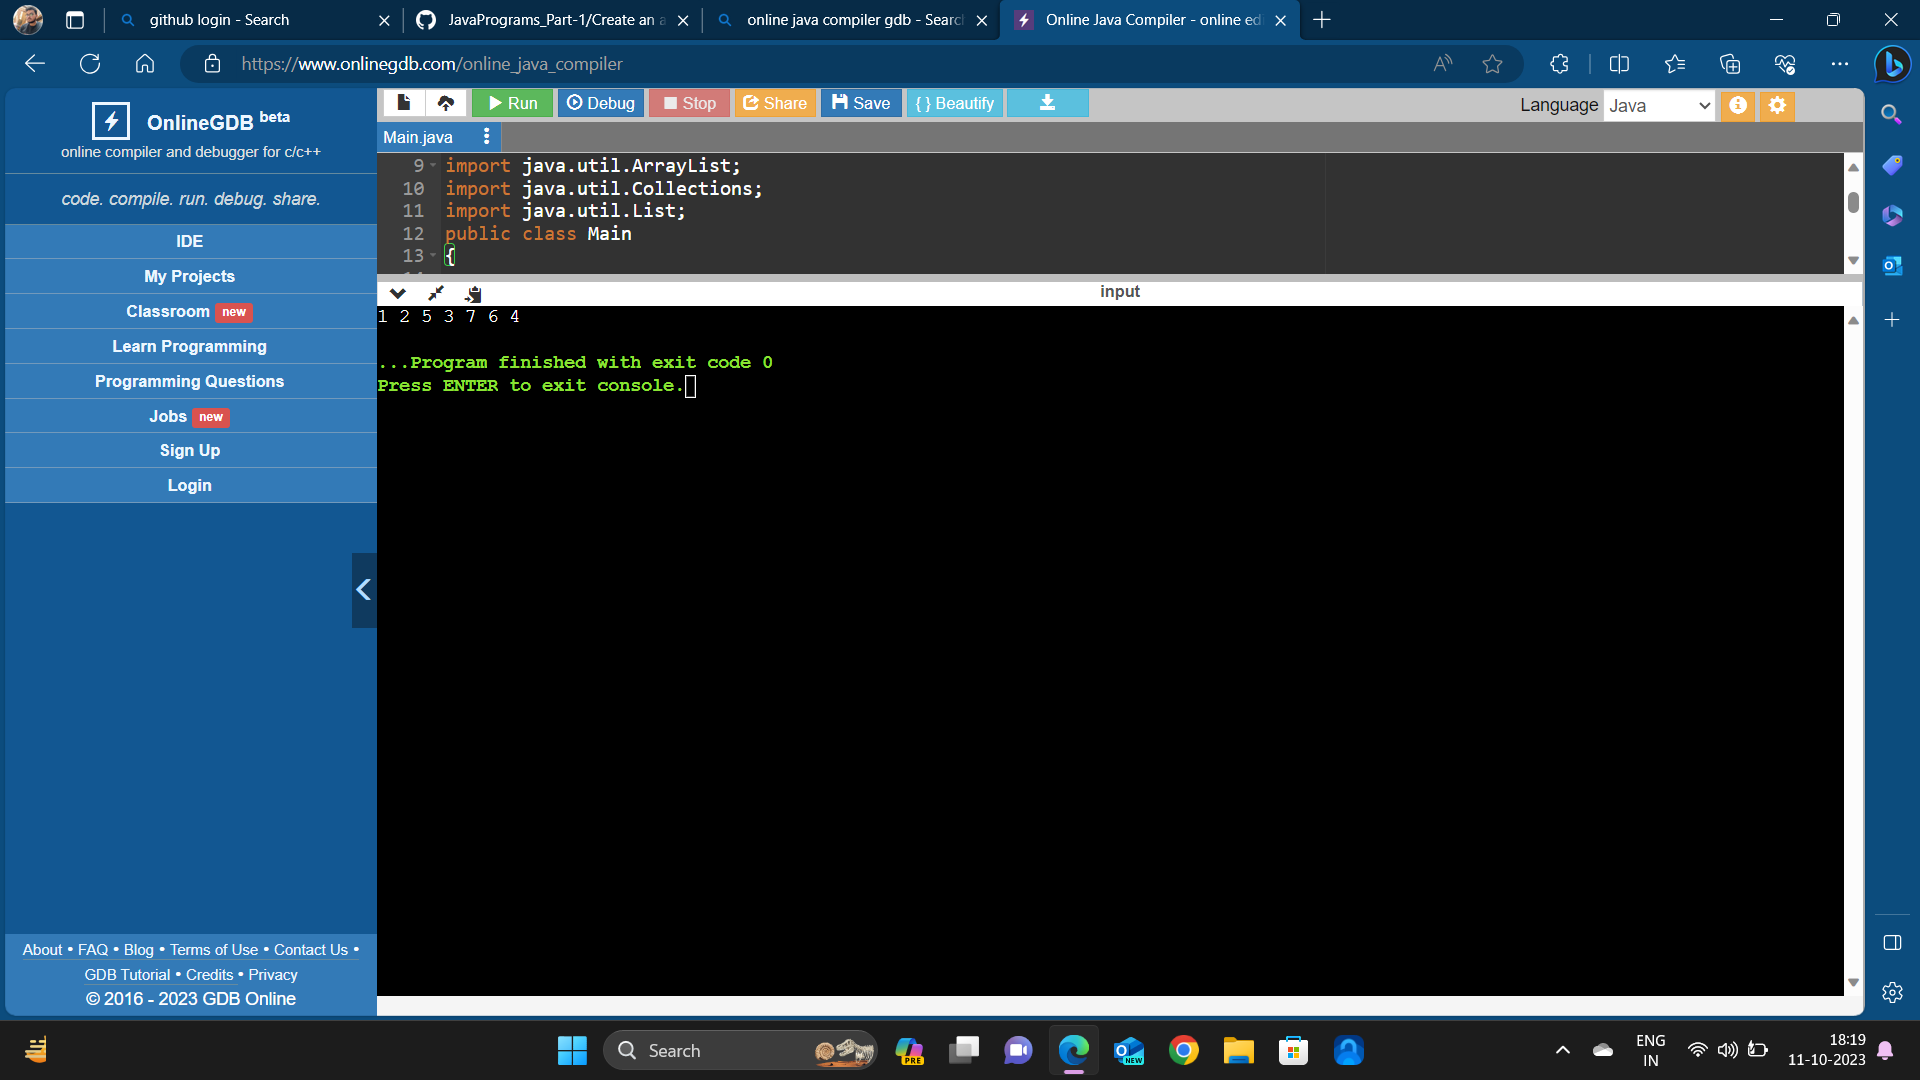 github login - Search
JavaPrograms_Part-1/Create an a
online java compiler gdb - Searc
Online Java Compiler - online edi
https://www.onlinegdb.com/online_java_compiler
OnlineGDB beta
online compiler and debugger for c/c++
code. compile. run. debug. share.
IDE
My Projects
Classroom new
Learn Programming
Programming Questions
Jobs new
Sign Up
Login
About • FAQ • Blog • Terms of Use • Contact Us •
GDB Tutorial • Credits • Privacy
© 2016 - 2023 GDB Online
Run Debug Stop Share Save { } Beautify
Language Java
Main.java
9 import java.util.ArrayList;
10 import java.util.Collections;
11 import java.util.List;
12 public class Main
13 {
input
1 2 5 3 7 6 4
...Program finished with exit code 0
Press ENTER to exit console.
Search
PRE
NEW
ENG
IN
18:19
11-10-2023